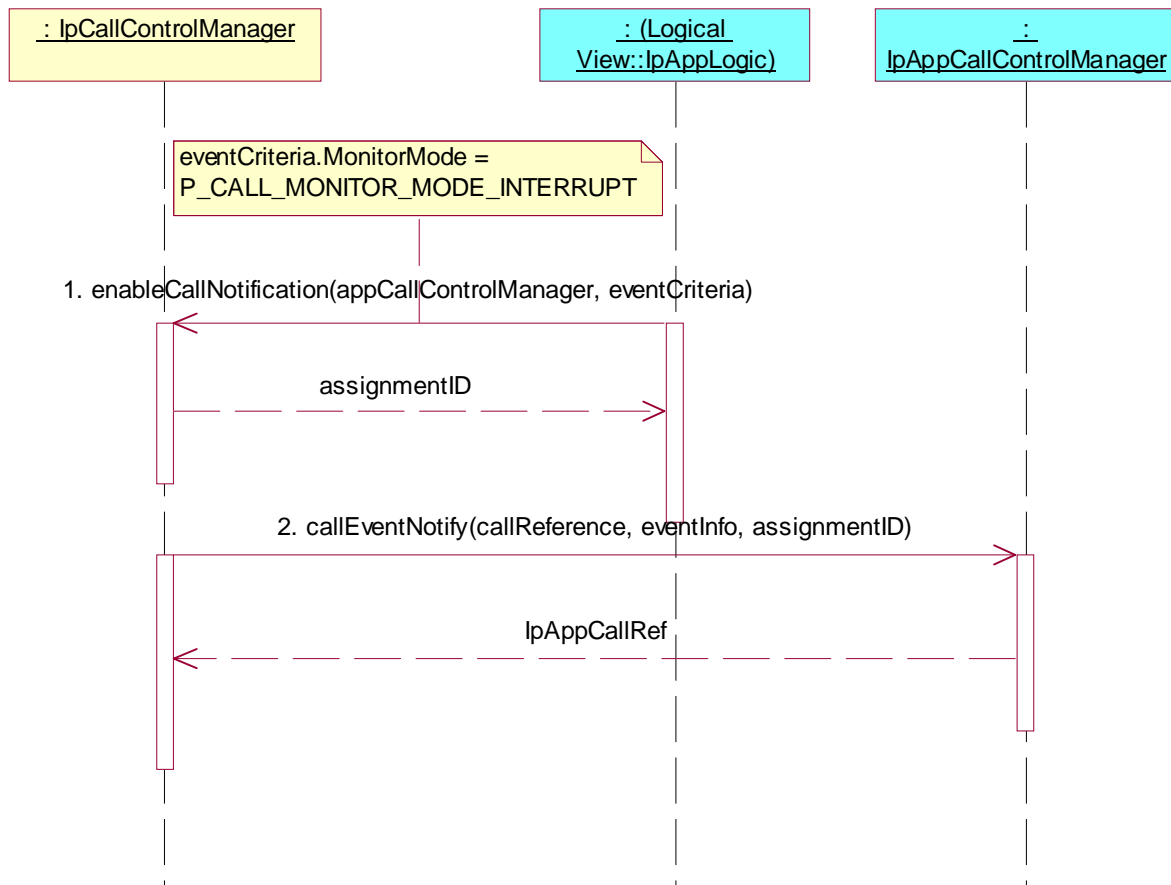 : IpCallControlManager
: (Logical
View::IpAppLogic)
:
IpAppCallControlManager
eventCriteria.MonitorMode =
P_CALL_MONITOR_MODE_INTERRUPT
1. enableCallNotification(appCallControlManager, eventCriteria)
assignmentID
2. callEventNotify(callReference, eventInfo, assignmentID)
IpAppCallRef